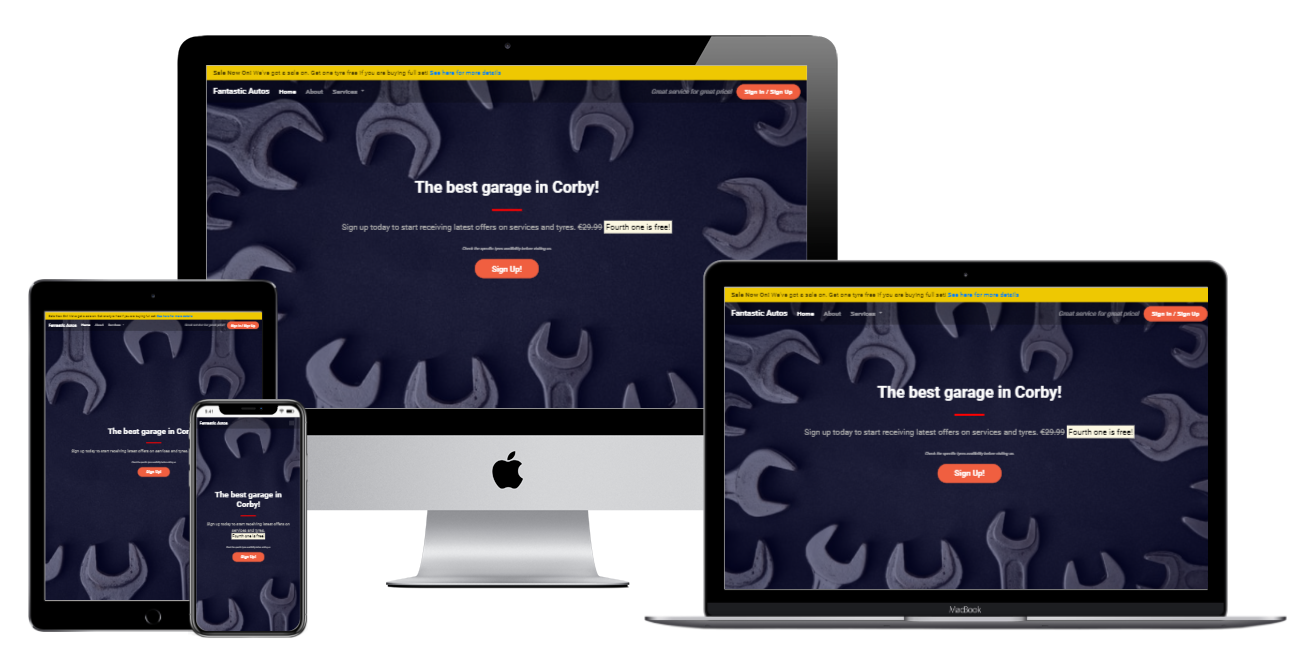 Sale Now On! We've got a sale on. Get one tyre free if you are buying full set! See here for more details
Fantastic Autos Home About Services Great service for great price! Sign In / Sign Up
The best garage in Corby!
Sign up today to start receiving latest offers on services and tyres. €29.99 Fourth one is free!
Check the specific tyres availability before visiting us.
Sign Up!
Sale Now On! We've got a sale on. Get one tyre free if you are buying full set! See here for more details
Fantastic Autos Home About Services Great service for great price! Sign In / Sign Up
The best garage in Corby!
Sign up today to start receiving latest offers on services and tyres. €29.99 Fourth one is free!
Check the specific tyres availability before visiting us.
Sign Up!
MacBook
Fantastic Autos Home About Services Great service for great price! Sign In / Sign Up
The best garage in Cor
Sign up today to start receiving latest offers on services and tyres.
Sign Up!
9:41
Fantastic Autos
The best garage in
Corby!
Sign up today to start receiving latest offers on
services and tyres.
Fourth one is free!
Sign Up!